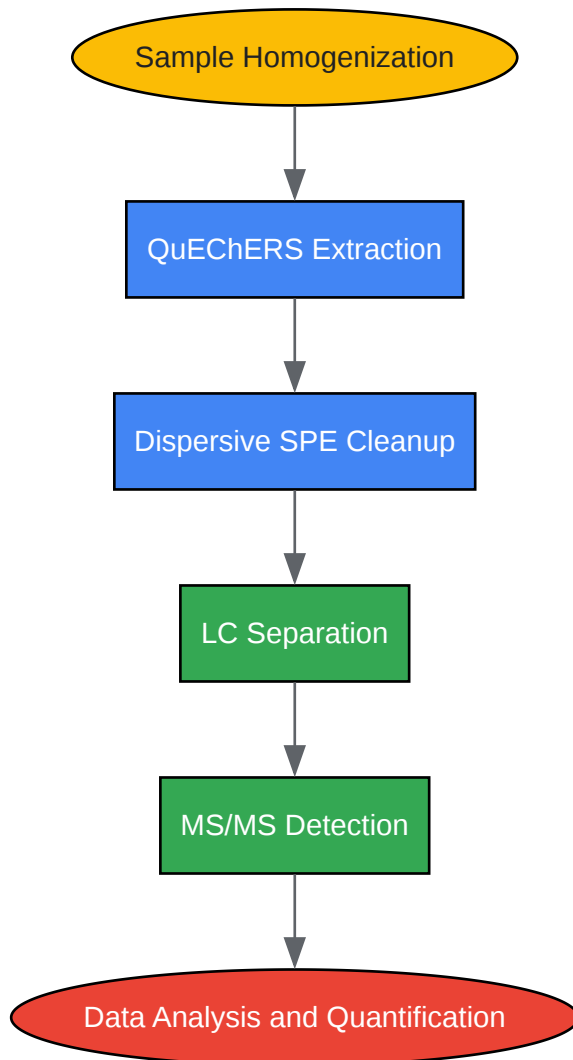 Sample Homogenization
QuEChERS Extraction
Dispersive SPE Cleanup
LC Separation
MS/MS Detection
Data Analysis and Quantification